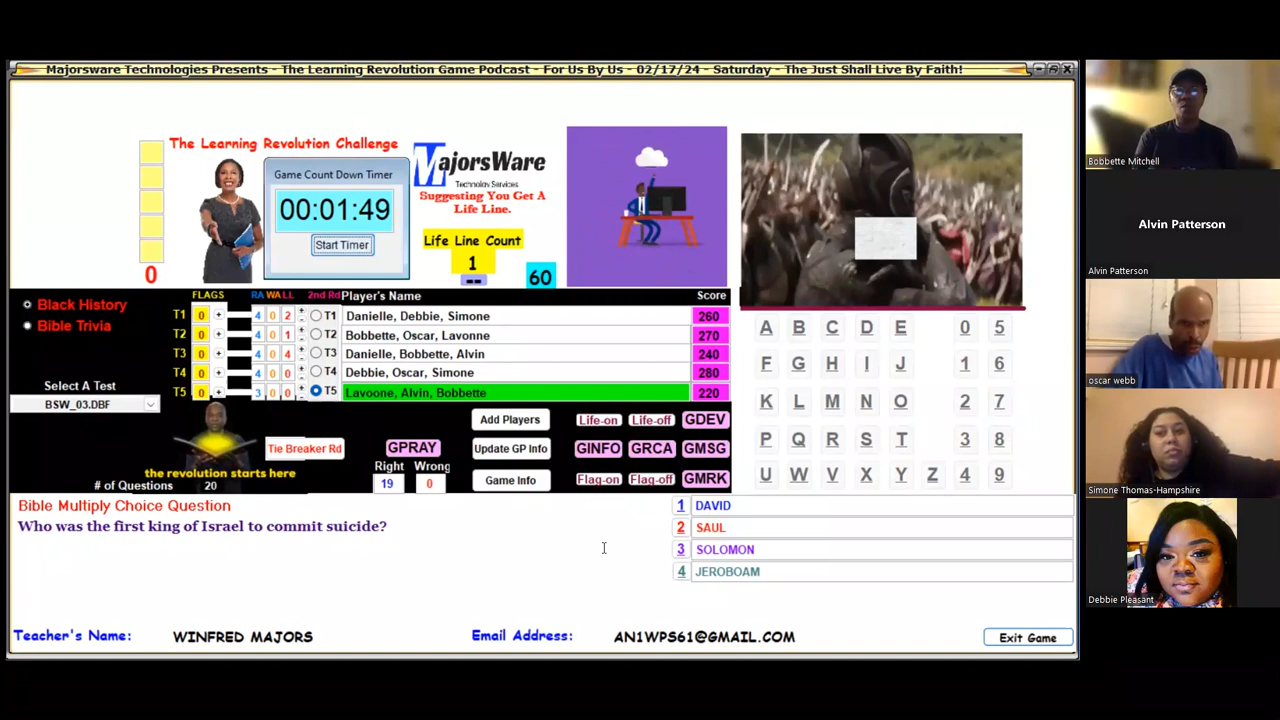 Majorsware Technologies Presents - The Learning Revolution Game Podcast - For Us By Us - 02/17/24 - Saturday - The Just Shall Live By Faith!
The Learning Revolution Challenge
0
Game Count Down Timer
00:01:49
Start Timer
MajorsWare
Technology Services
Suggesting You Get A
Life Line.
Life Line Count
1
--
60
Black History
Bible Trivia
Select A Test
BSW_03.DBF
the revolution starts here
# of Questions 20
FLAGS RA WA LL 2nd Rd Player's Name Score
T1 0 + 4 0 2 + - T1 Danielle, Debbie, Simone 260
T2 0 + 4 0 1 + - T2 Bobbette, Oscar, Lavonne 270
T3 0 + 4 0 4 + - T3 Danielle, Bobbette, Alvin 240
T4 0 + 4 0 0 + - T4 Debbie, Oscar, Simone 280
T5 0 + 3 0 0 + - T5 Lavoone, Alvin, Bobbette 220
Tie Breaker Rd
GPRAY
Right Wrong
19 0
Add Players Life-on Life-off GDEV
Update GP Info GINFO GRCA GMSG
Game Info Flag-on Flag-off GMRK
A B C D E 0 5
F G H I J 1 6
K L M N O 2 7
P Q R S T 3 8
U W V X Y Z 4 9
Bible Multiply Choice Question
Who was the first king of Israel to commit suicide?
1 DAVID
2 SAUL
3 SOLOMON
4 JEROBOAM
Teacher's Name: WINFRED MAJORS Email Address: AN1WPS61@GMAIL.COM Exit Game
Bobbette Mitchell
Alvin Patterson
Alvin Patterson
oscar webb
Simone Thomas-Hampshire
Debbie Pleasant